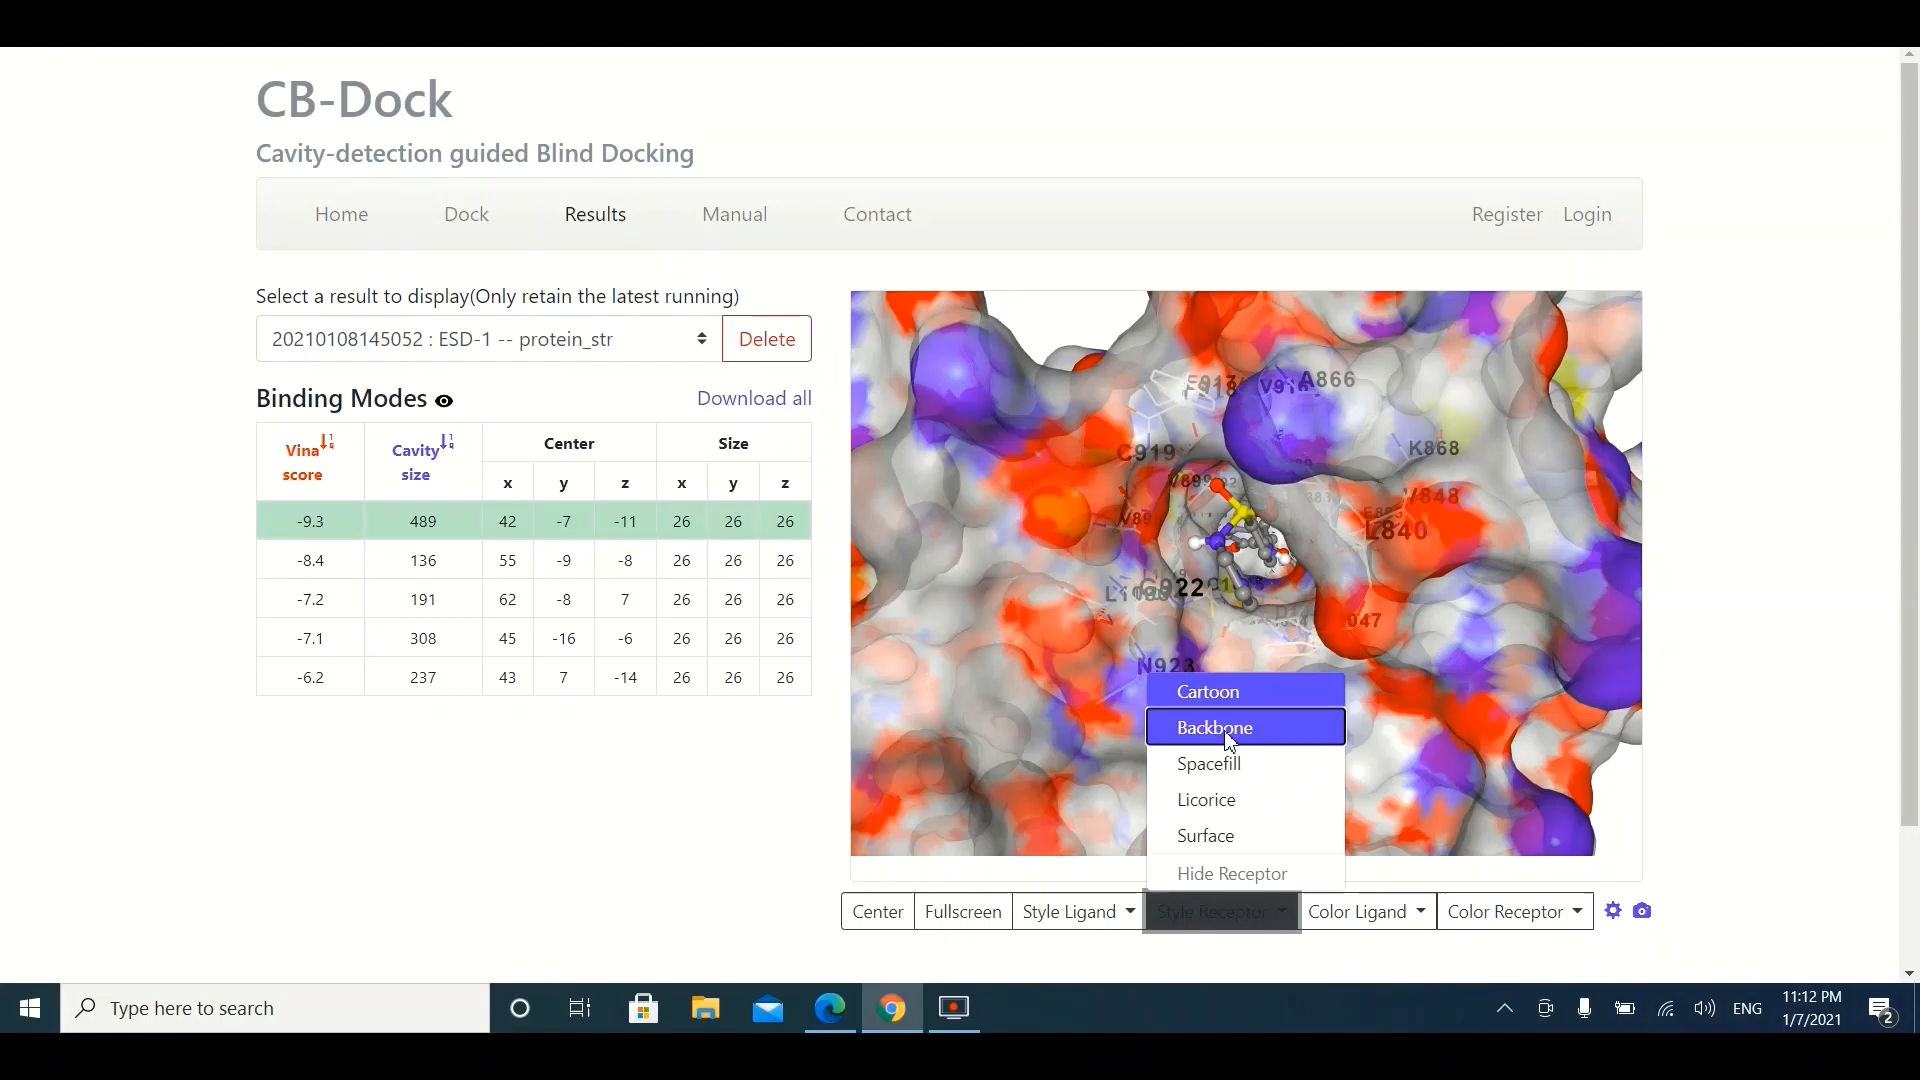 CB-Dock
Cavity-detection guided Blind Docking
Home Dock Results Manual Contact Register Login
Select a result to display(Only retain the latest running)
20210108145052 : ESD-1 -- protein_str Delete
Binding Modes Download all
Vina score Cavity size Center Size
x y z x y z
-9.3 489 42 -7 -11 26 26 26
-8.4 136 55 -9 -8 26 26 26
-7.2 191 62 -8 7 26 26 26
-7.1 308 45 -16 -6 26 26 26
-6.2 237 43 7 -14 26 26 26
A866
C919
K868
V848
L840
N923
Cartoon
Backbone
Spacefill
Licorice
Surface
Hide Receptor
Center Fullscreen Style Ligand Style Receptor Color Ligand Color Receptor
Type here to search
ENG
11:12 PM
1/7/2021
2